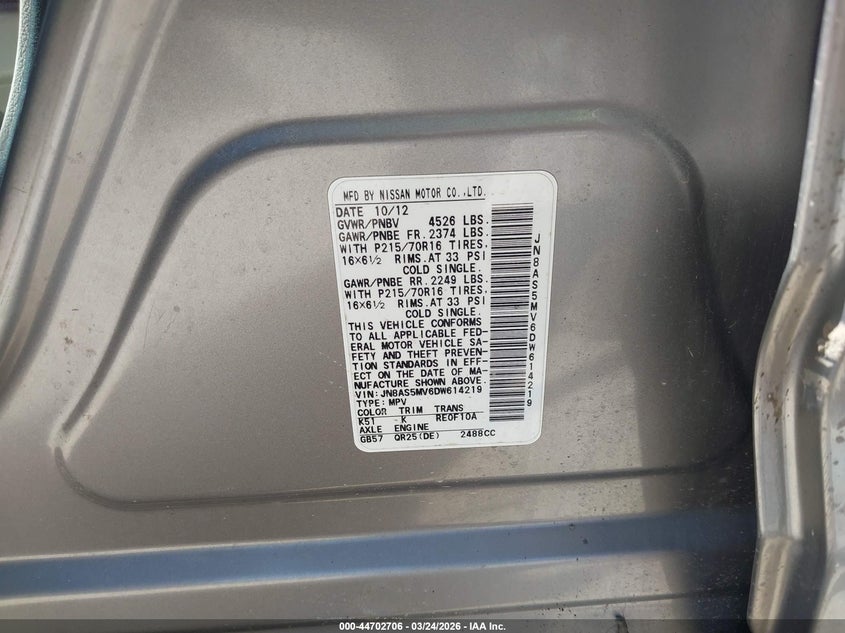 MFD BY NISSAN MOTOR CO.,LTD.
DATE 10/12
GVWR/PNBV 4526 LBS.
GAWR/PNBE FR. 2374 LBS.
WITH P215/70R16 TIRES,
16×6½ RIMS.AT 33 PSI
COLD SINGLE.
GAWR/PNBE RR. 2249 LBS.
WITH P215/70R16 TIRES,
16×6½ RIMS.AT 33 PSI
COLD SINGLE.
THIS VEHICLE CONFORMS
TO ALL APPLICABLE FED-
ERAL MOTOR VEHICLE SA-
FETY AND THEFT PREVEN-
TION STANDARDS IN EFF-
ECT ON THE DATE OF MA-
NUFACTURE SHOWN ABOVE.
VIN: JN8AS5MV6DW614219
TYPE: MPV
COLOR TRIM TRANS
K51 K RE0F10A
AXLE ENGINE
GB57 QR25(DE) 2488CC
JN8AS5MV6DW614219
000-44702706 - 03/24/2026 - IAA Inc.